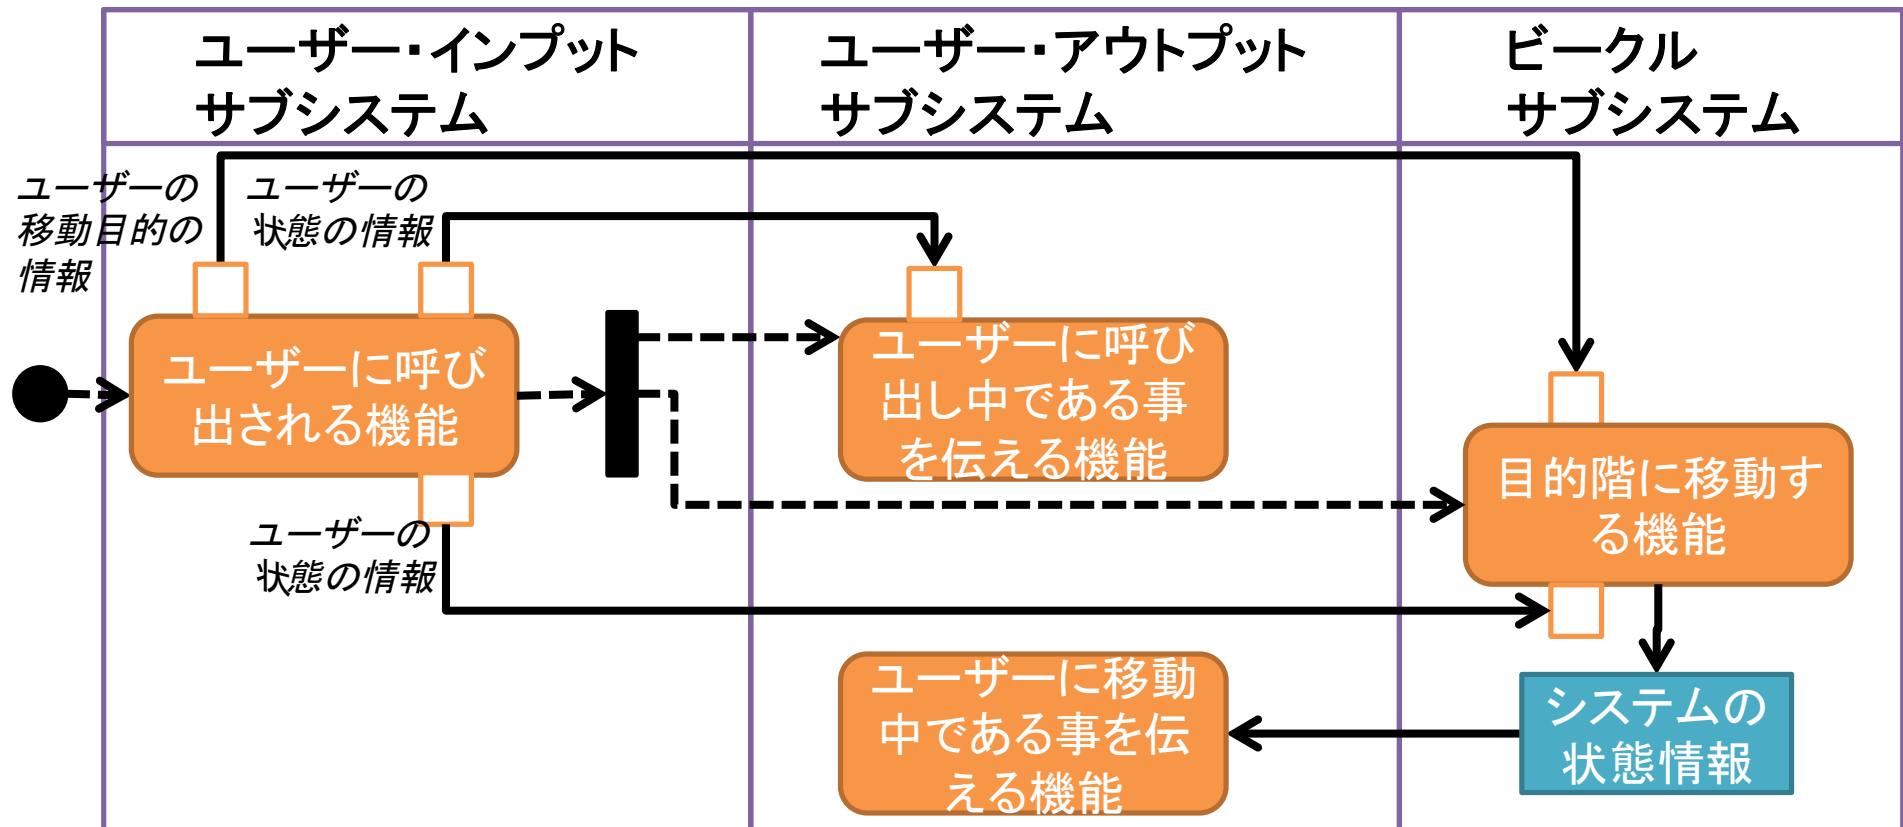 ユーザー・インプット
サブシステム
ユーザー・アウトプット
サブシステム
ビークル
サブシステム
ユーザーの
移動目的の
情報
ユーザーの
状態の情報
ユーザーに呼び
出される機能
ユーザーに呼び
出し中である事
を伝える機能
目的階に移動す
る機能
ユーザーの
状態の情報
ユーザーに移動
中である事を伝
える機能
システムの
状態情報